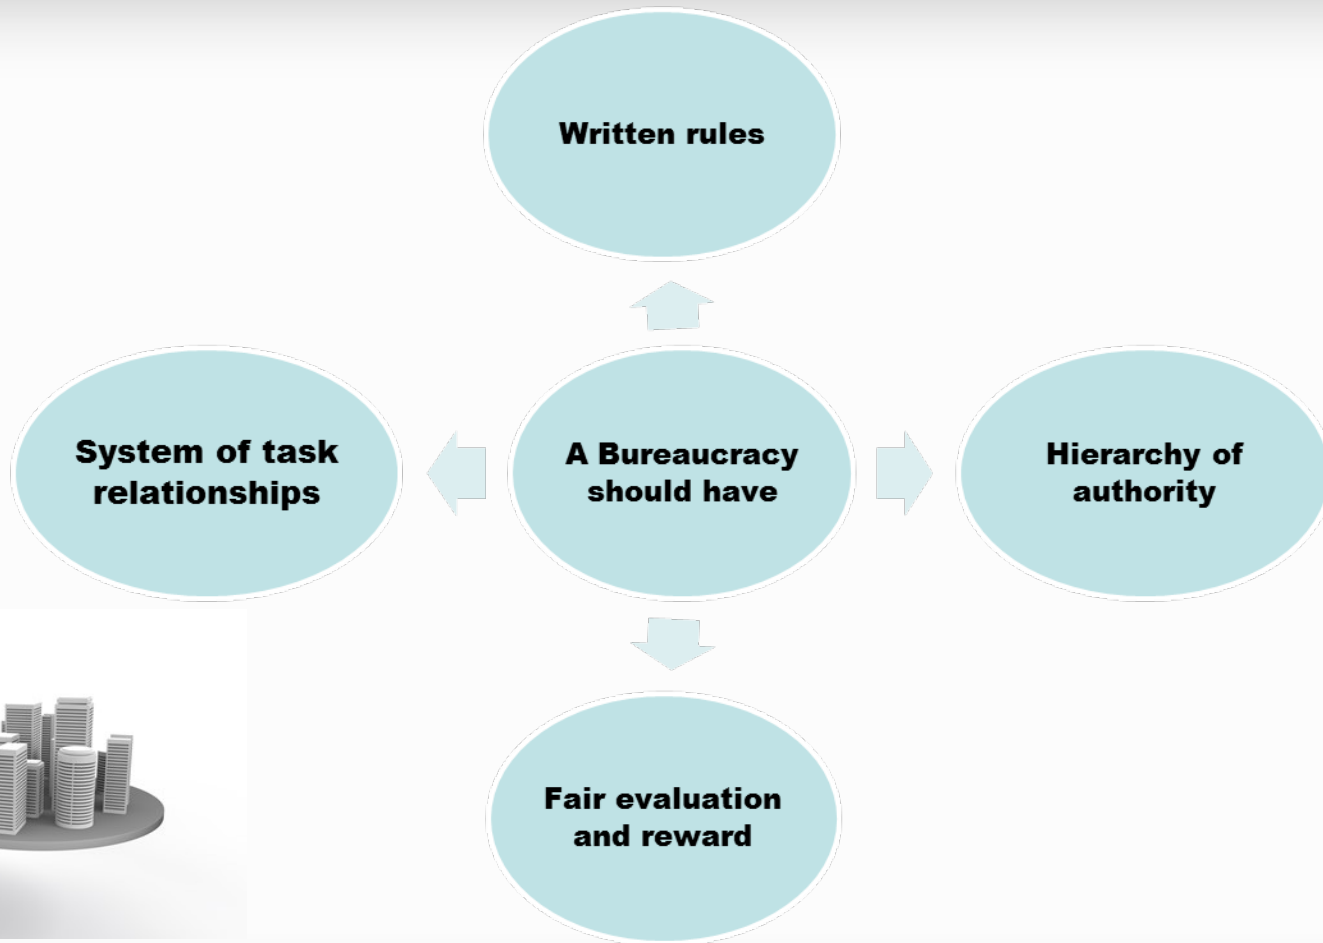 Written rules
System of task
relationships
A Bureaucracy
should have
Hierarchy of
authority
Fair evaluation
and reward